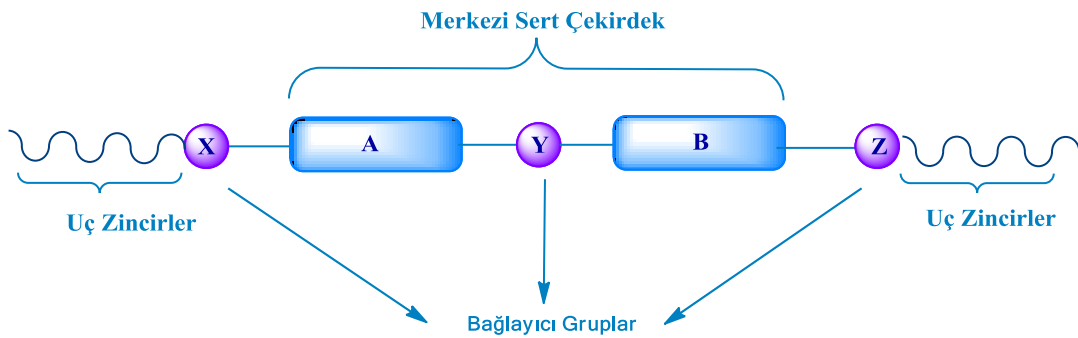 Merkezi Sert Çekirdek
X
A
Y
B
Z
Uç Zincirler
Uç Zincirler
Bağlayıcı Gruplar